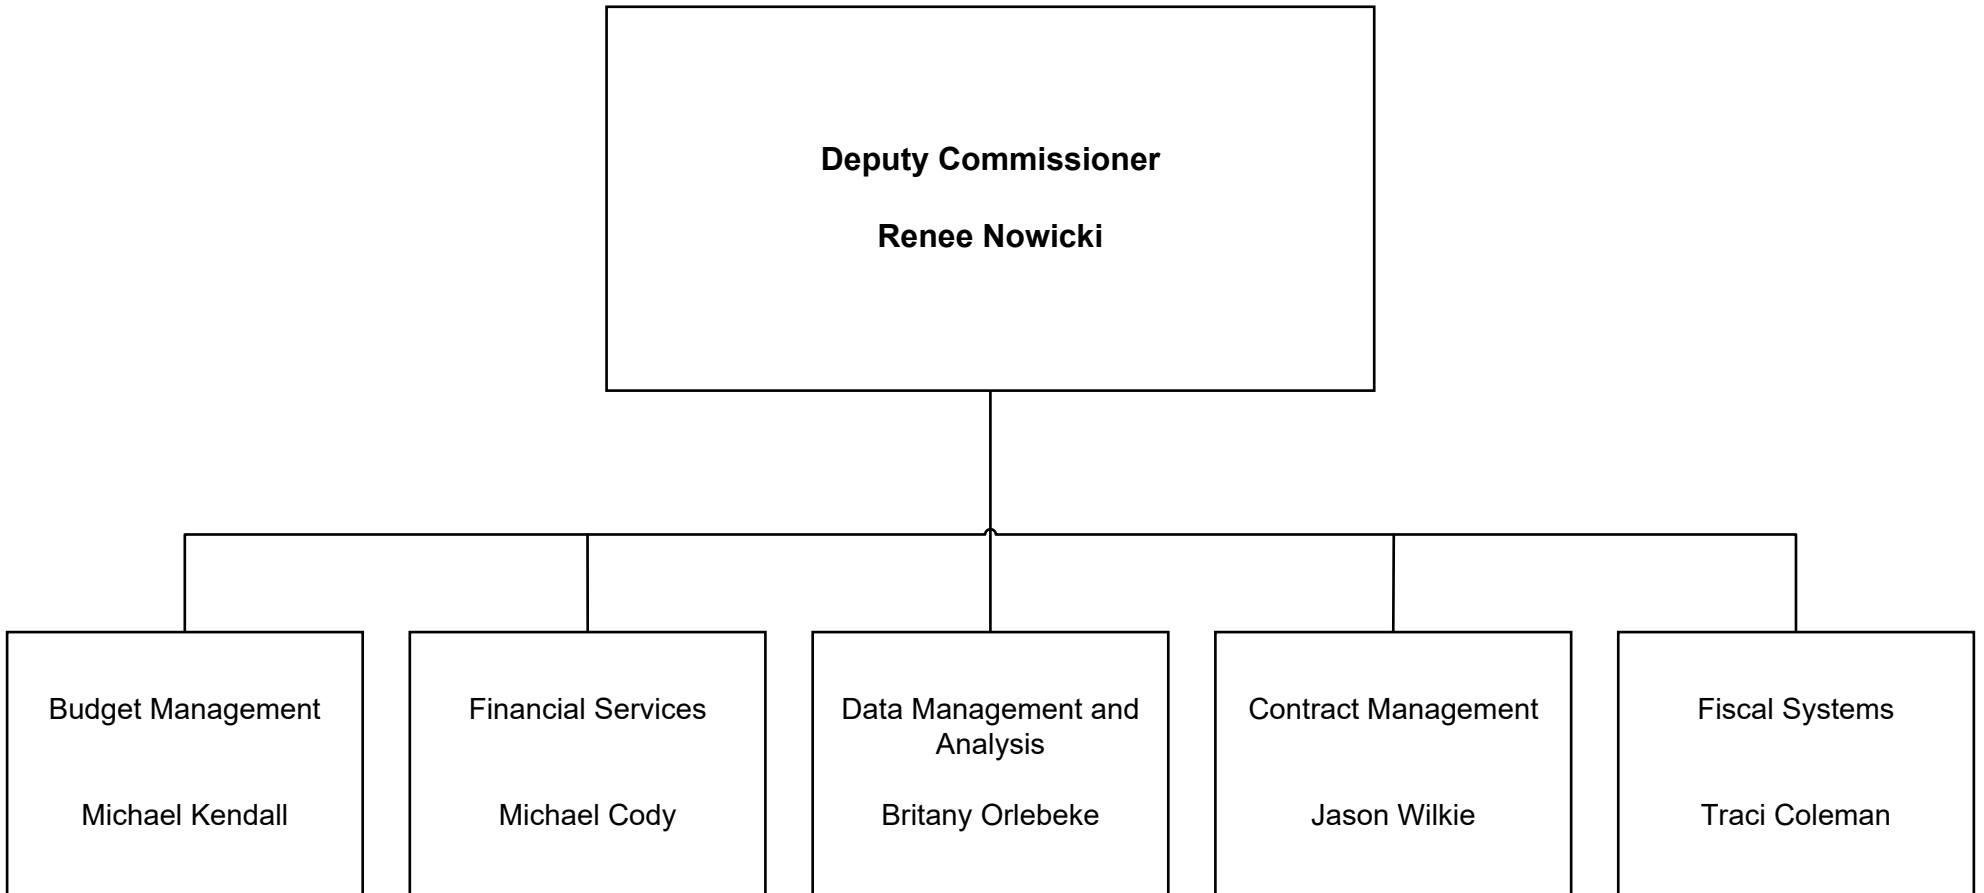 Deputy Commissioner
Renee Nowicki
Budget Management
Michael Kendall
Financial Services
Michael Cody
Data Management and
Analysis
Britany Orlebeke
Contract Management
Jason Wilkie
Fiscal Systems
Traci Coleman